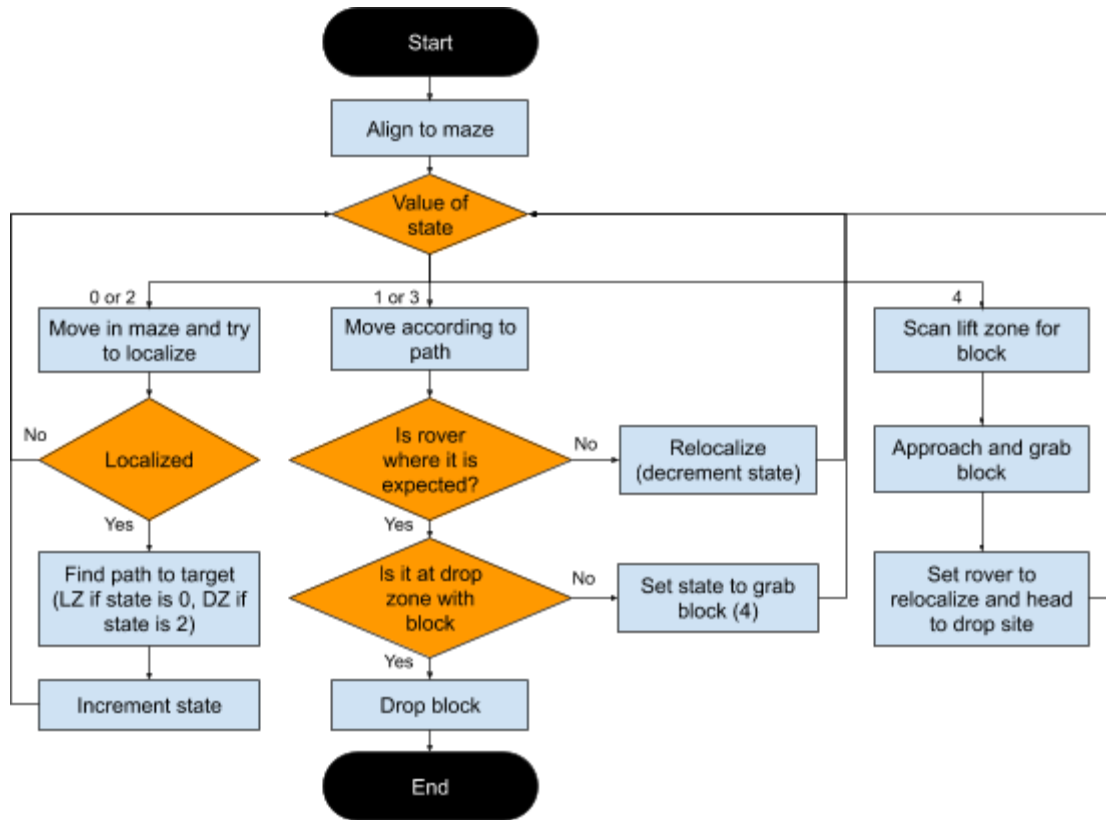 Start
Align to maze
Value of
state
0 or 2
1 or 3
4
Move in maze and try
to localize
Move according to
path
Scan lift zone for
block
No
Localized
Yes
Is rover
where it is
expected?
No
Yes
Relocalize
(decrement state)
Approach and grab
block
Find path to target
(LZ if state is 0, DZ if
state is 2)
Is it at drop
zone with
block
No
Yes
Set state to grab
block (4)
Set rover to
relocalize and head
to drop site
Increment state
Drop block
End